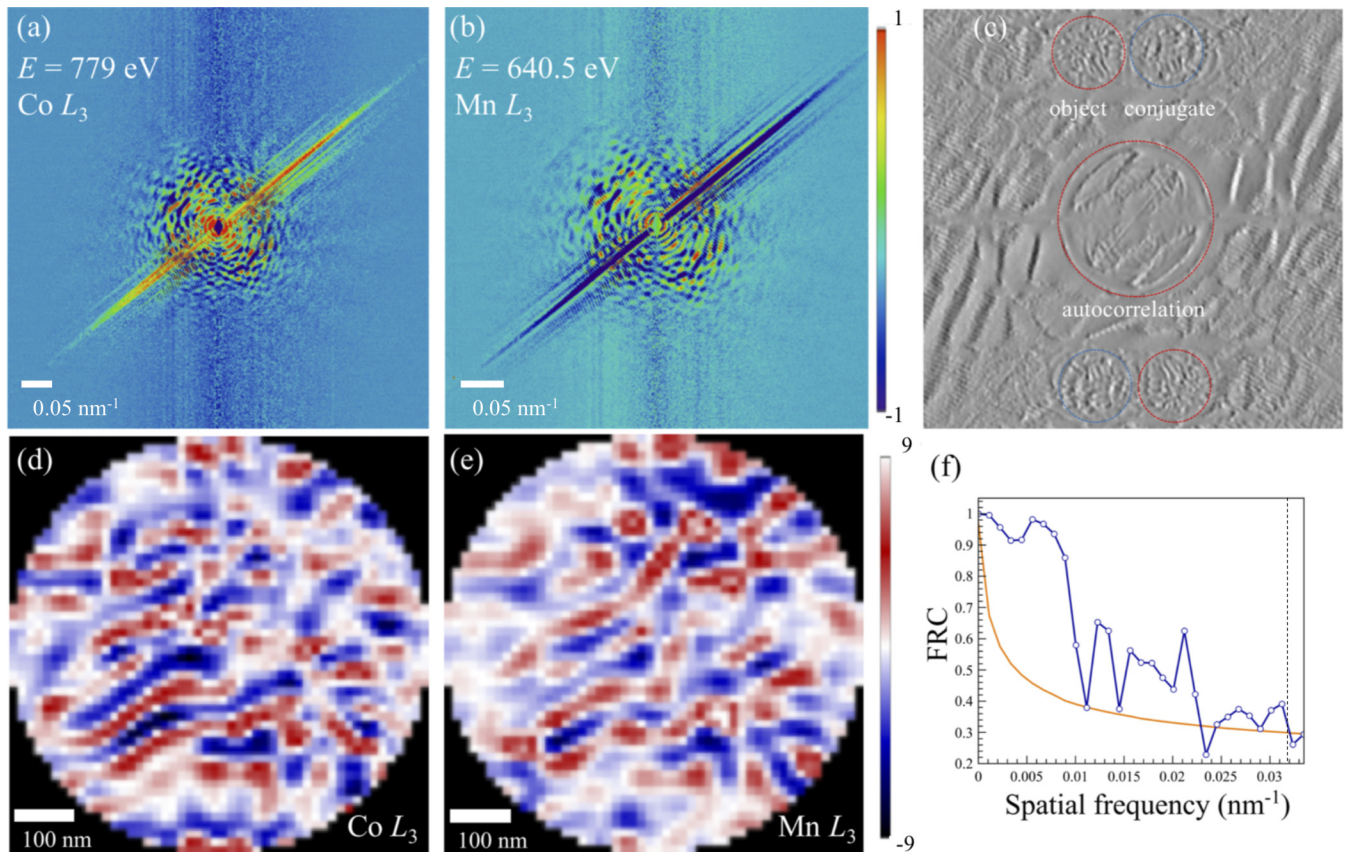 (a)
E = 779 eV
Co L3
0.05 nm-1
(b)
E = 640.5 eV
Mn L3
0.05 nm-1
1
-1
(c)
object conjugate
autocorrelation
(d)
100 nm
Co L3
(e)
100 nm
Mn L3
9
-9
(f)
1
0.9
0.8
0.7
0.6
0.5
0.4
0.3
0.2
FRC
0 0.005 0.01 0.015 0.02 0.025 0.03
Spatial frequency (nm-1)